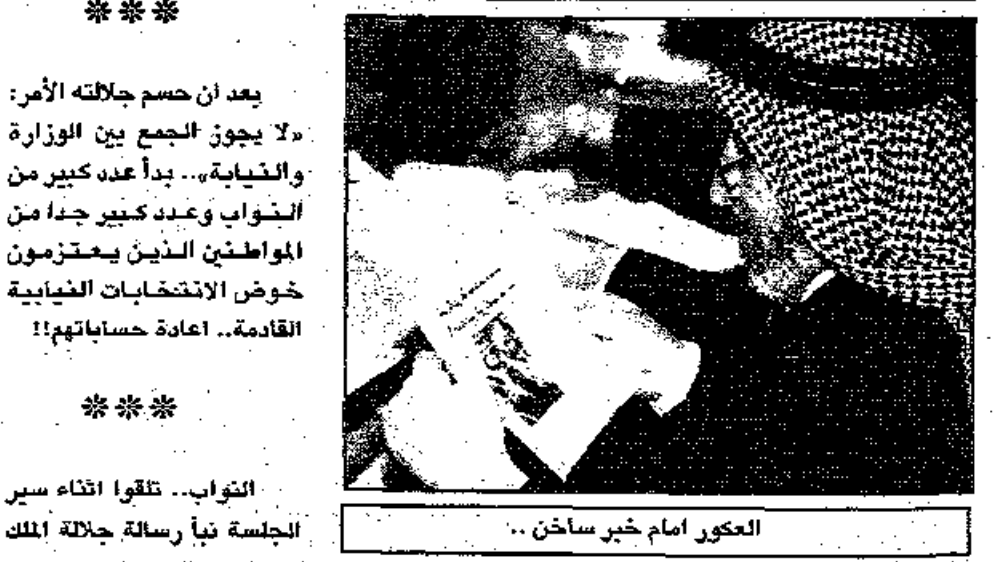 بعد ان حسم جلالته الأمر:
«لا يجوز الجمع بين الوزارة
والنيابة».. بدأ عدد كبير من
النواب وعدد كبير جدا من
المواطنين الذين يعتزمون
خوض الانتخابات النيابية
القادمة.. اعادة حساباتهم!!
النواب.. تلقوا اثناء سير
الجلسة نبأ رسالة جلالة الملك
العكور امام خبر ساخن ..